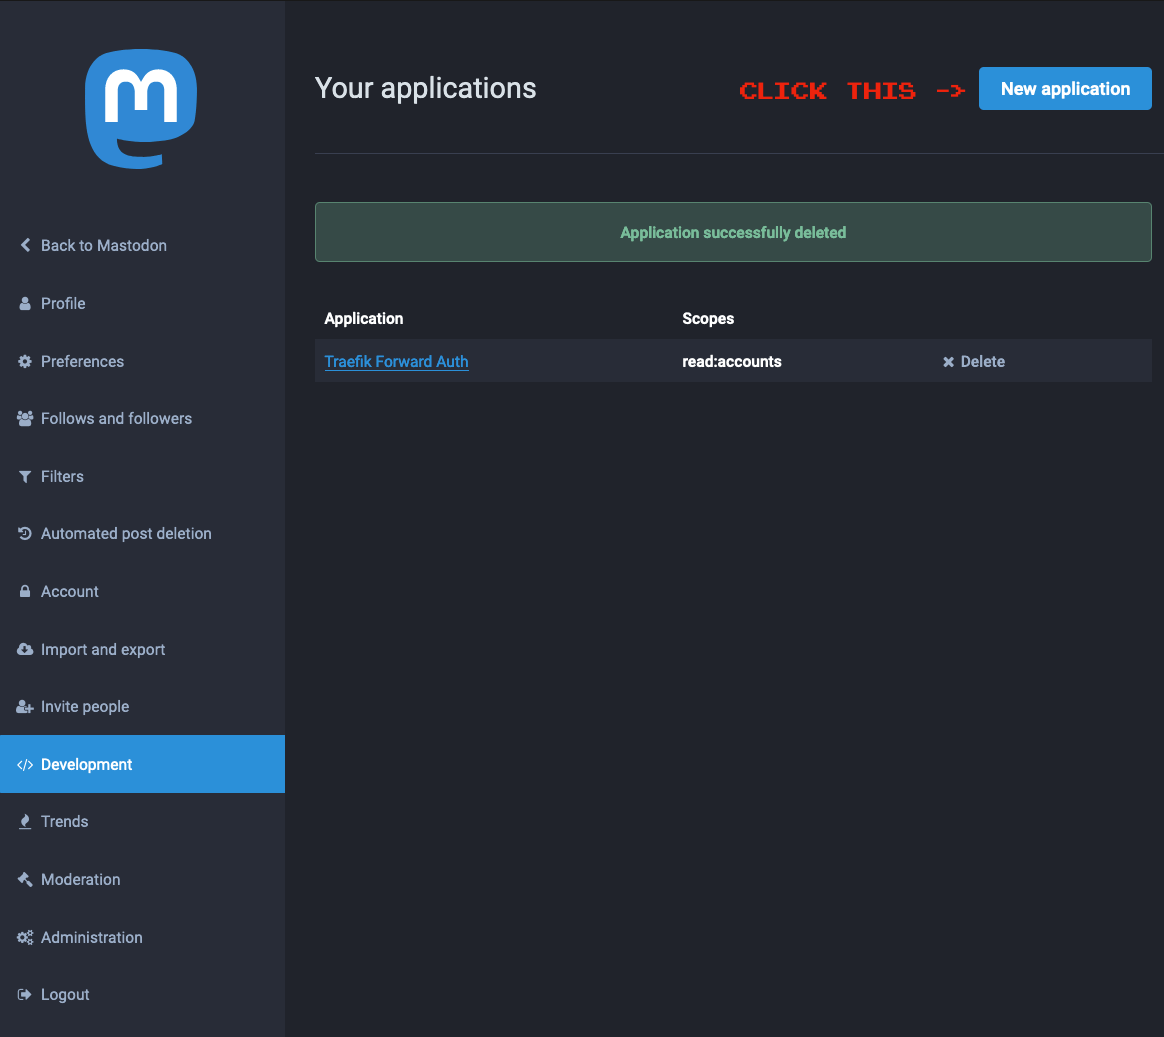 Your applications
CLICK THIS ->
New application
Application successfully deleted
Application Scopes
Traefik Forward Auth read:accounts Delete
Back to Mastodon
Profile
Preferences
Follows and followers
Filters
Automated post deletion
Account
Import and export
Invite people
Development
Trends
Moderation
Administration
Logout